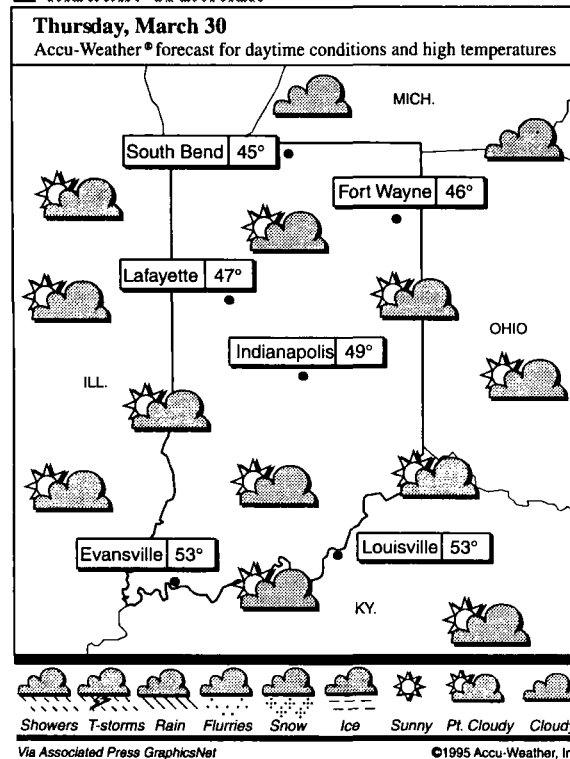 Thursday, March 30
Accu-Weather® forecast for daytime conditions and high temperatures
MICH.
South Bend 45°
Fort Wayne 46°
Lafayette 47°
OHIO
Indianapolis 49°
ILL.
Evansville 53°
Louisville 53°
KY.
Showers T-storms Rain Flurries Snow Ice Sunny Pt. Cloudy Cloudy
Via Associated Press GraphicsNet ©1995 Accu-Weather, In